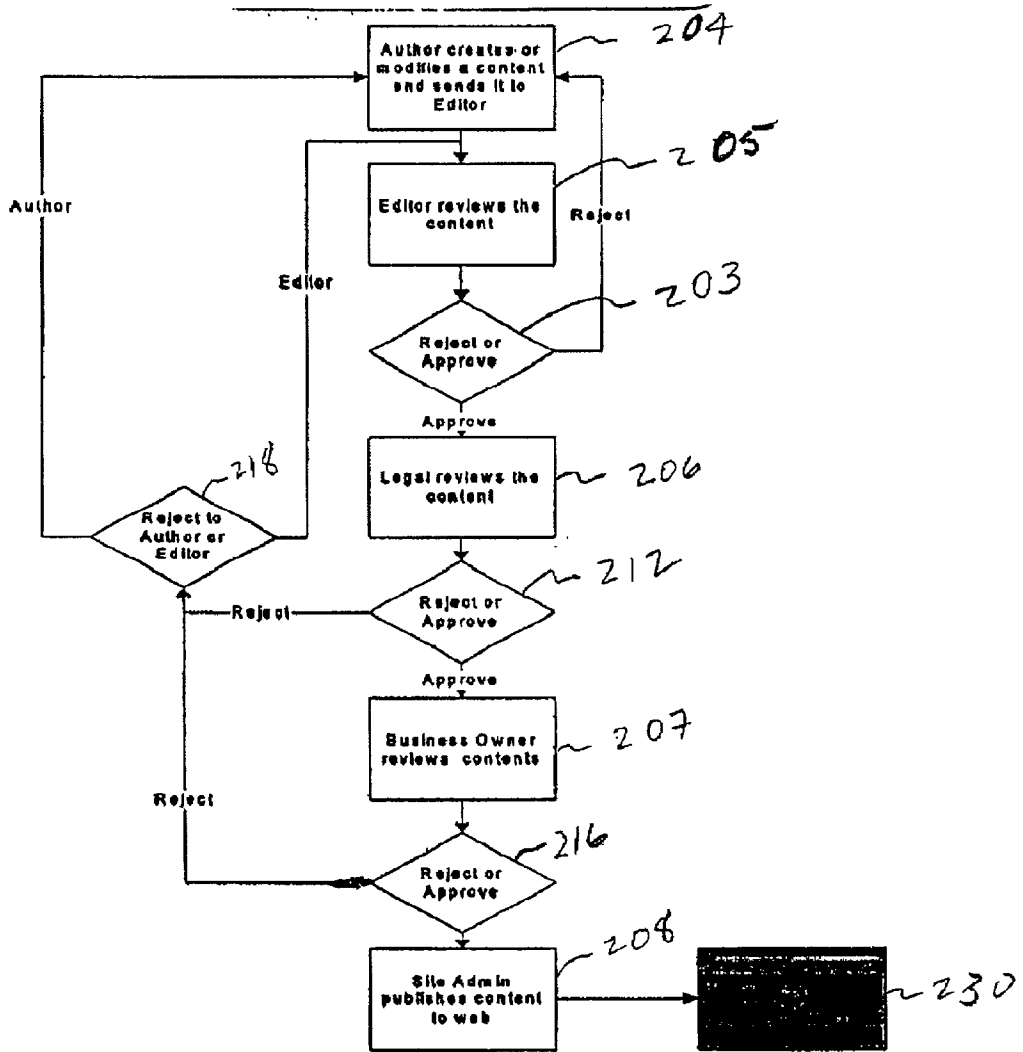 204
Author creates or
modifies a content
and sends it to
Editor
205
Author
Editor reviews the
content
Reject
Editor
203
Reject or
Approve
Approve
218
Legal reviews the
content
206
Reject to
Author or
Editor
212
Reject
Reject or
Approve
Approve
207
Business Owner
reviews contents
Reject
216
Reject or
Approve
208
Site Admin
publishes content
to web
230